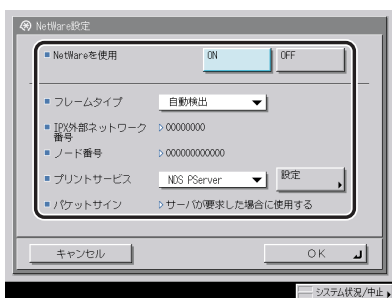 NetWare設定
NetWareを使用 ON OFF
フレームタイプ 自動検出
IPX外部ネットワーク番号 00000000
ノード番号 000000000000
プリントサービス NDS PServer 設定
パケットサイン サーバが要求した場合に使用する
キャンセル OK
システム状況/中止